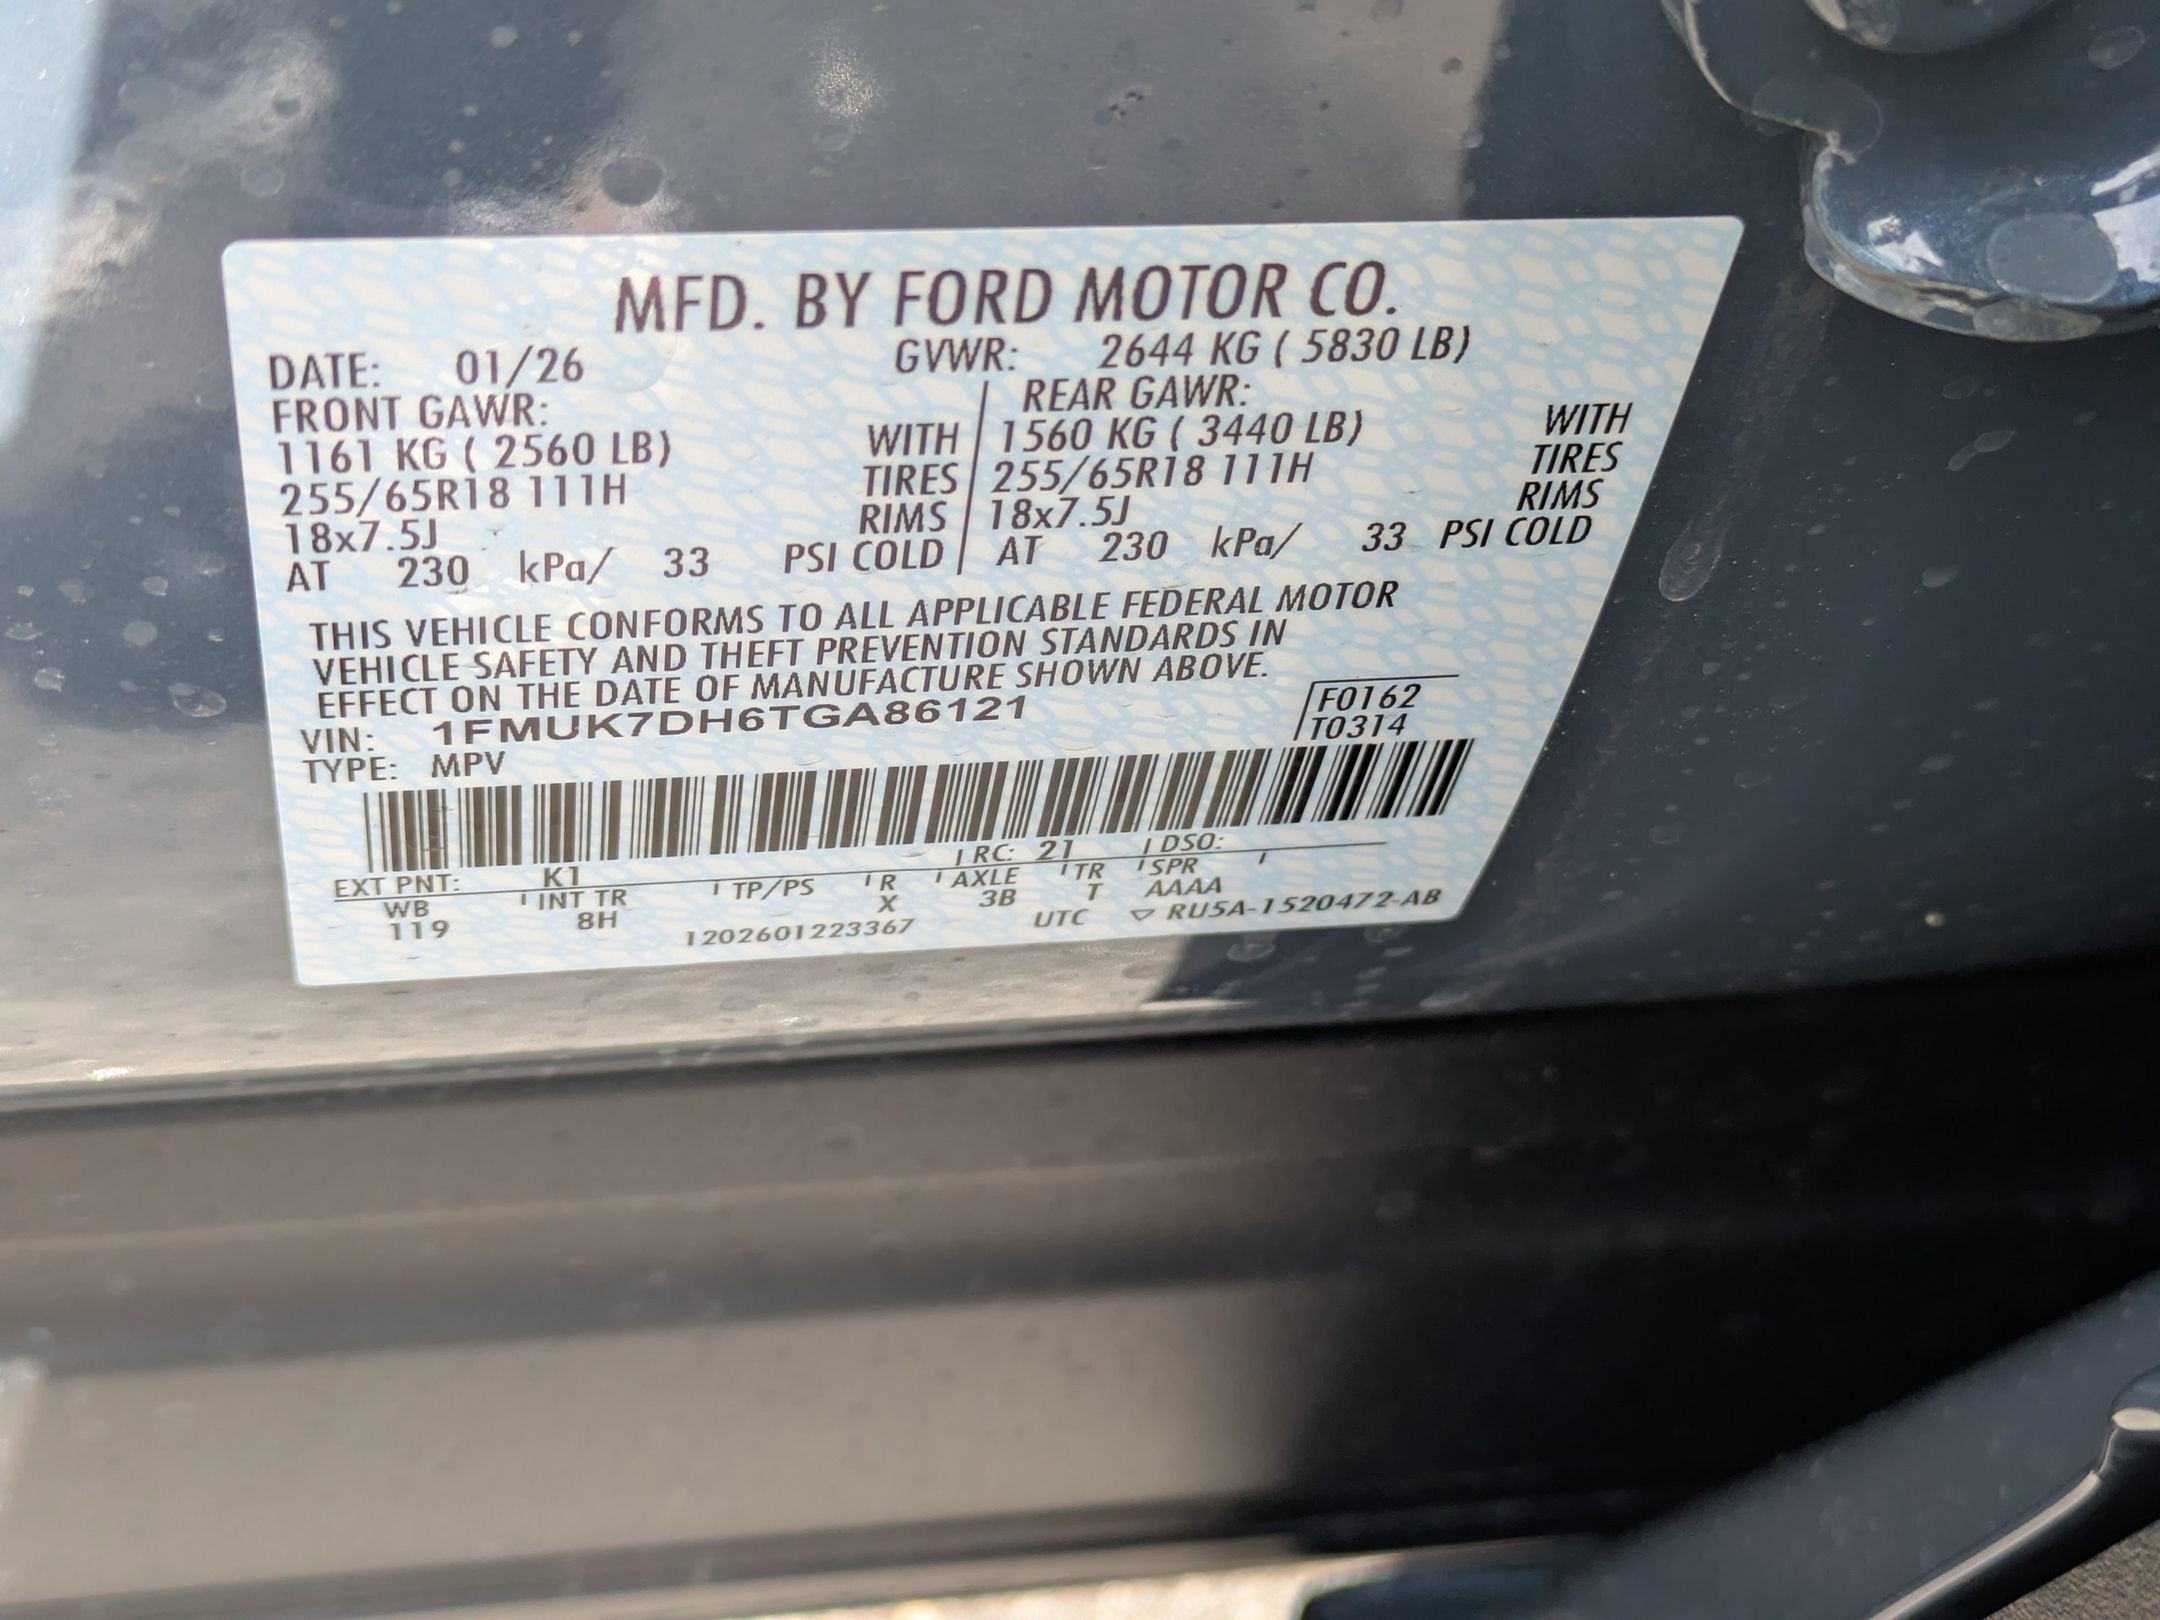 MFD. BY FORD MOTOR CO.
DATE: 01/26 GVWR: 2644 KG ( 5830 LB)
FRONT GAWR: REAR GAWR:
1161 KG ( 2560 LB) WITH 1560 KG ( 3440 LB) WITH
255/65R18 111H TIRES 255/65R18 111H TIRES
18x7.5J RIMS 18x7.5J RIMS
AT 230 kPa/ 33 PSI COLD AT 230 kPa/ 33 PSI COLD
THIS VEHICLE CONFORMS TO ALL APPLICABLE FEDERAL MOTOR
VEHICLE SAFETY AND THEFT PREVENTION STANDARDS IN
EFFECT ON THE DATE OF MANUFACTURE SHOWN ABOVE.
VIN: 1FMUK7DH6TGA86121 F0162
TYPE: MPV T0314
EXT PNT: K1 RC: 21 DSO:
WB INT TR TP/PS R AXLE TR SPR
119 8H X 3B T AAAA
1202601223367 UTC ▽ RU5A-1520472-AB